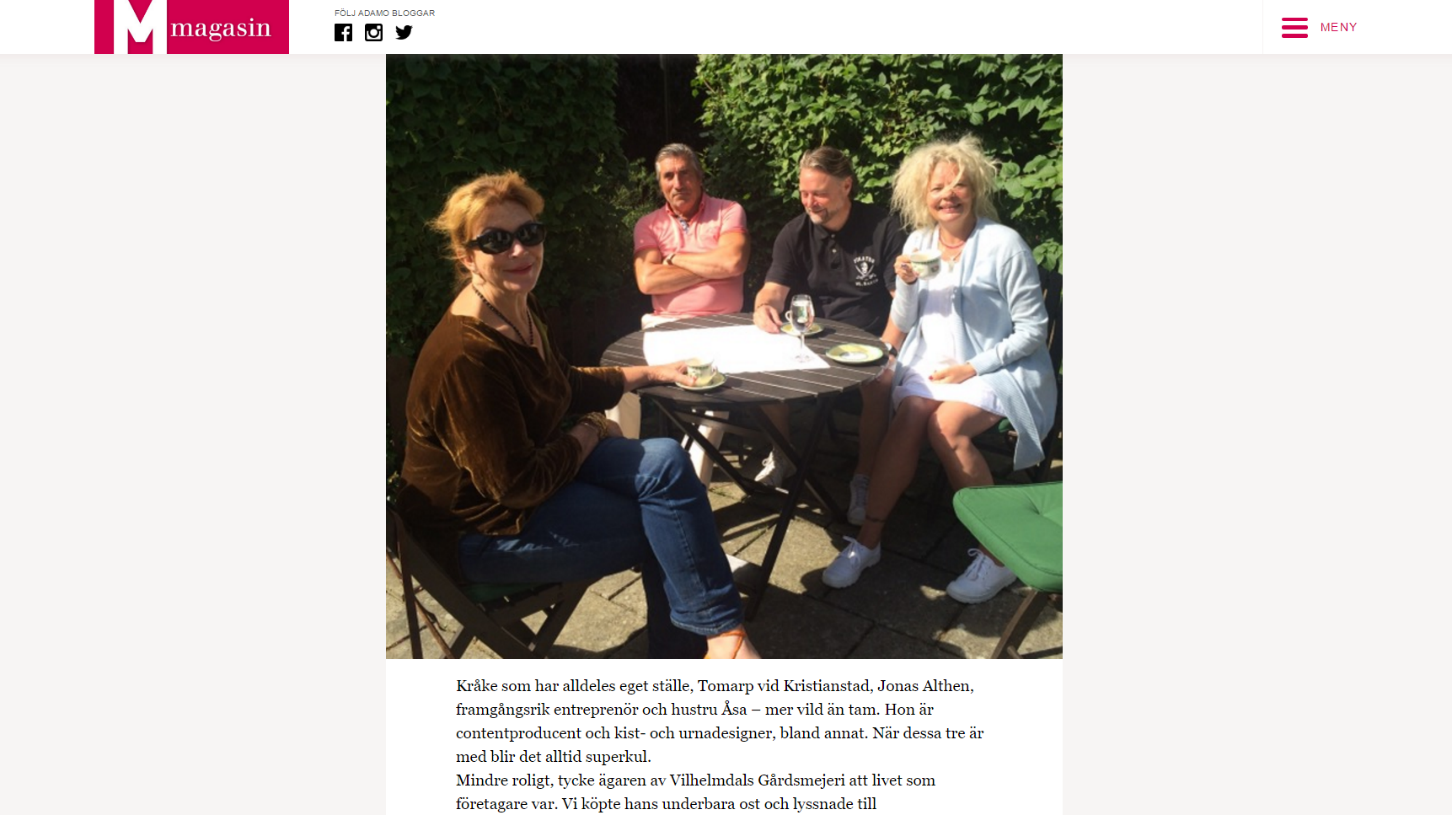 M magasin
FÖLJ ADAMO BLOGGAR
MENY
Kråke som har alldeles eget ställe, Tomarp vid Kristianstad, Jonas Althen,
framgångsrik entreprenör och hustru Åsa – mer vild än tam. Hon är
contentproducent och kist- och urnadesigner, bland annat. När dessa tre är
med blir det alltid superkul.
Mindre roligt, tycke ägaren av Vilhelmdals Gårdsmejeri att livet som
företagare var. Vi köpte hans underbara ost och lyssnade till